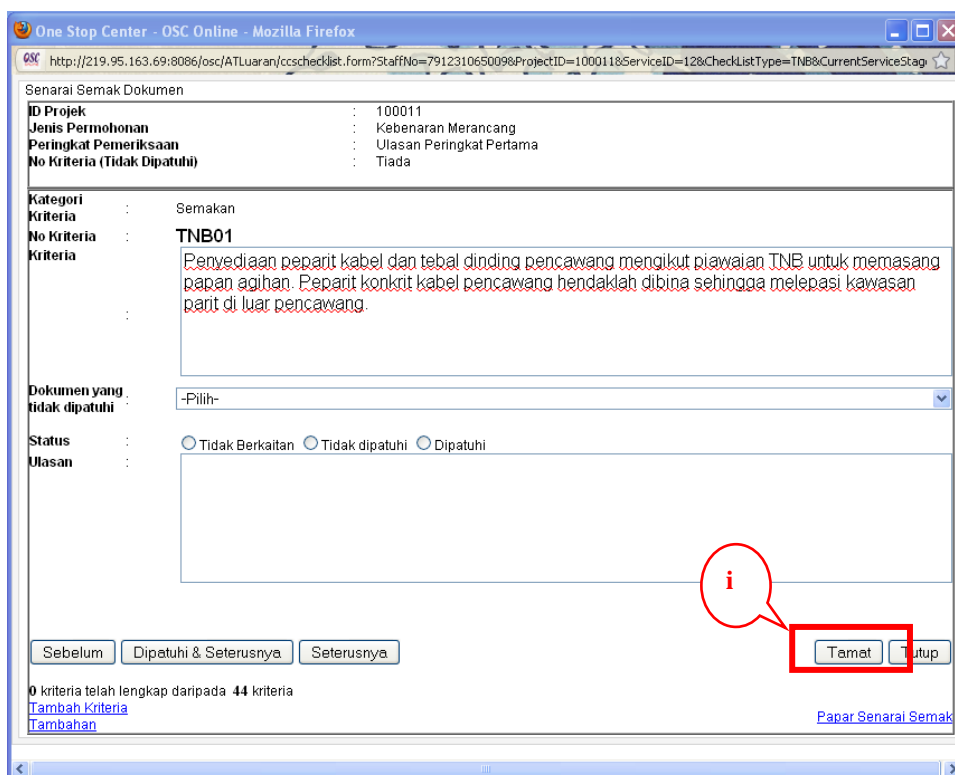 One Stop Center - OSC Online - Mozilla Firefox
OSC http://219.95.163.69:8086/osc/ATLuaran/ccschecklist.form?StaffNo=791231065009&ProjectID=100011&ServiceID=12&CheckListType=TNB&CurrentServiceStag
Senarai Semak Dokumen
ID Projek : 100011
Jenis Permohonan : Kebenaran Merancang
Peringkat Pemeriksaan : Ulasan Peringkat Pertama
No Kriteria (Tidak Dipatuhi) : Tiada
Kategori
Kriteria : Semakan
No Kriteria : TNB01
Kriteria :
Penyediaan peparit kabel dan tebal dinding pencawang mengikut piawaian TNB untuk memasang
papan agihan. Peparit konkrit kabel pencawang hendaklah dibina sehingga melepasi kawasan
parit di luar pencawang.
Dokumen yang
tidak dipatuhi : -Pilih-
Status : Tidak Berkaitan Tidak dipatuhi Dipatuhi
Ulasan :
i
Sebelum Dipatuhi & Seterusnya Seterusnya Tamat Tutup
0 kriteria telah lengkap daripada 44 kriteria
Tambah Kriteria
Tambahan Papar Senarai Semak